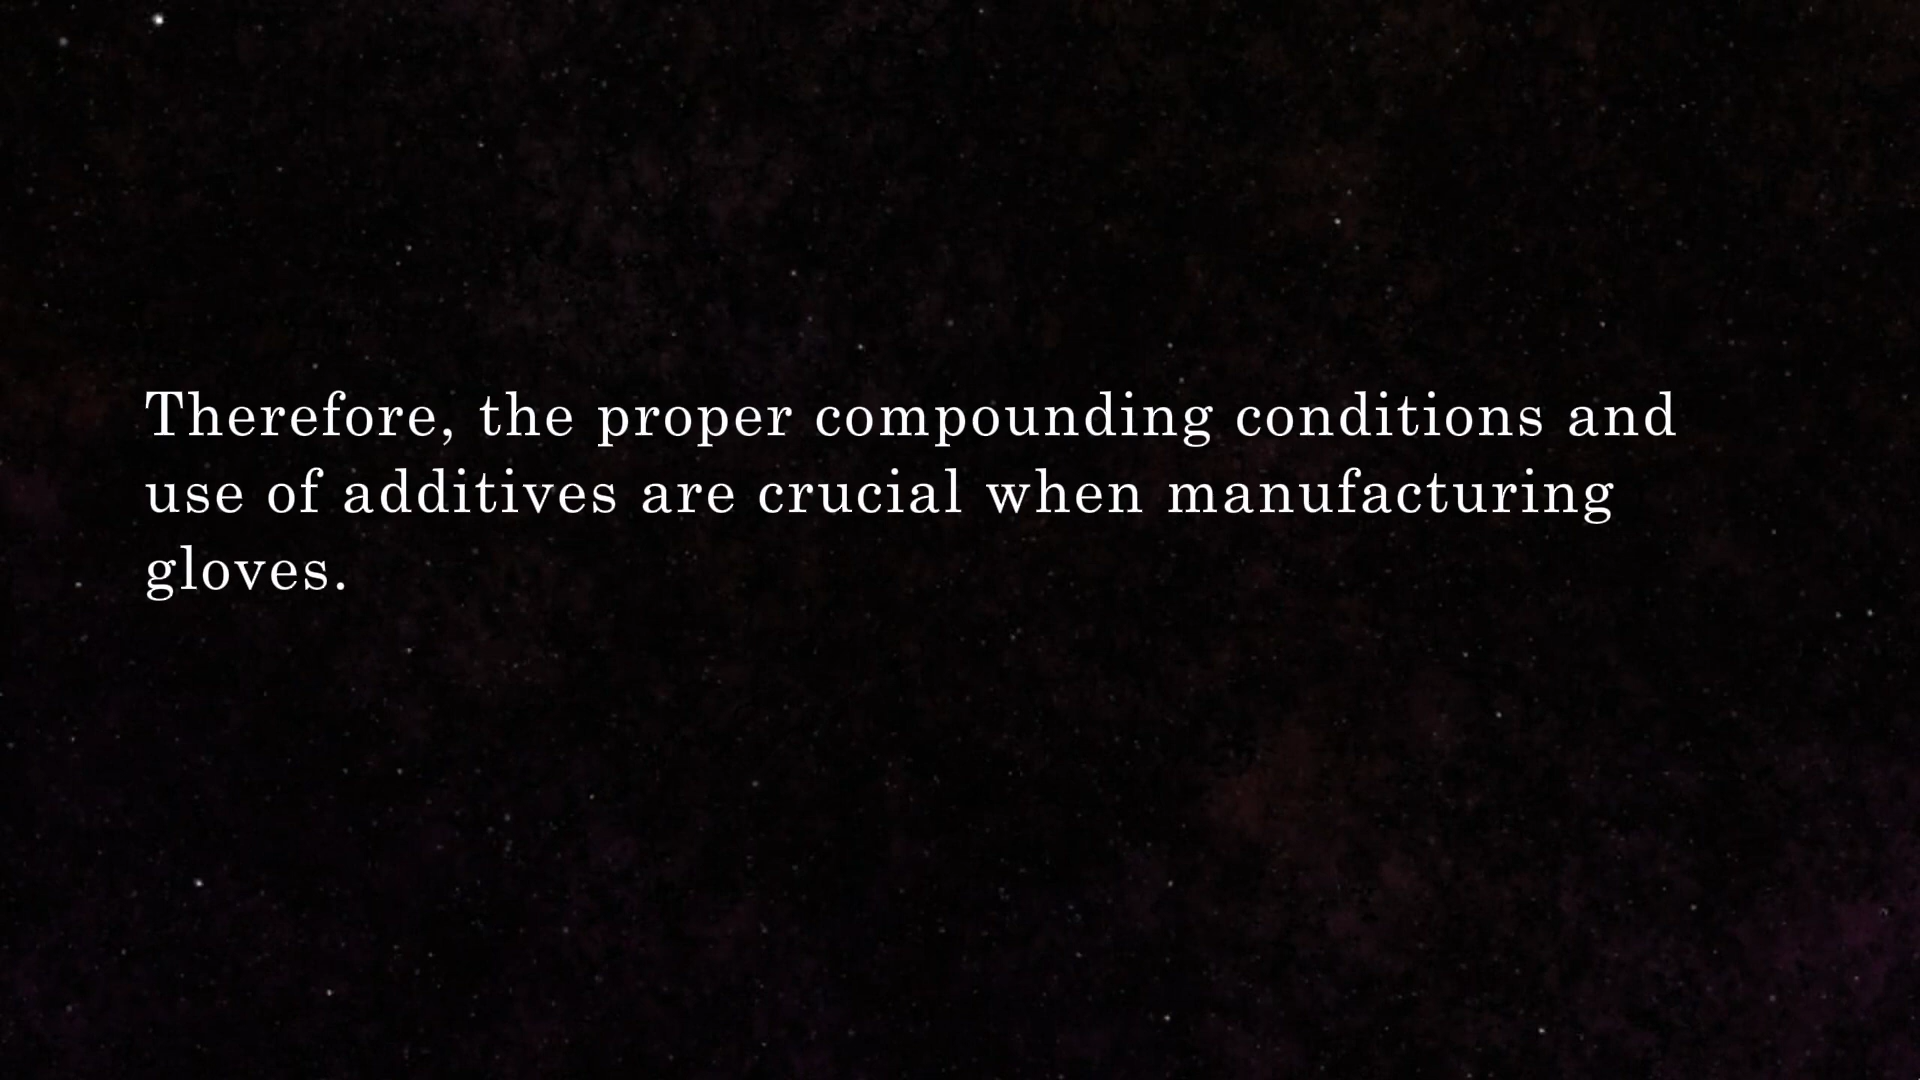 Therefore, the proper compounding conditions and
use of additives are crucial when manufacturing
gloves.